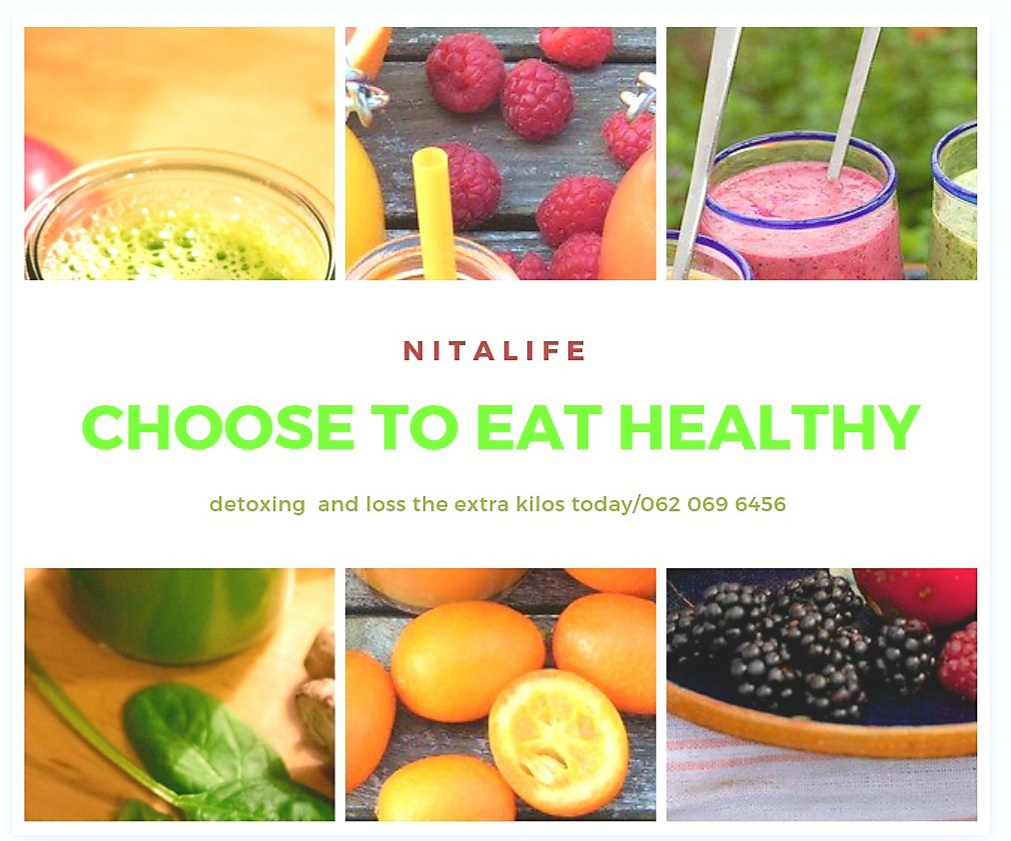 NITALIFE
CHOOSE TO EAT HEALTHY
detoxing  and loss the extra kilos today/062 069 6456